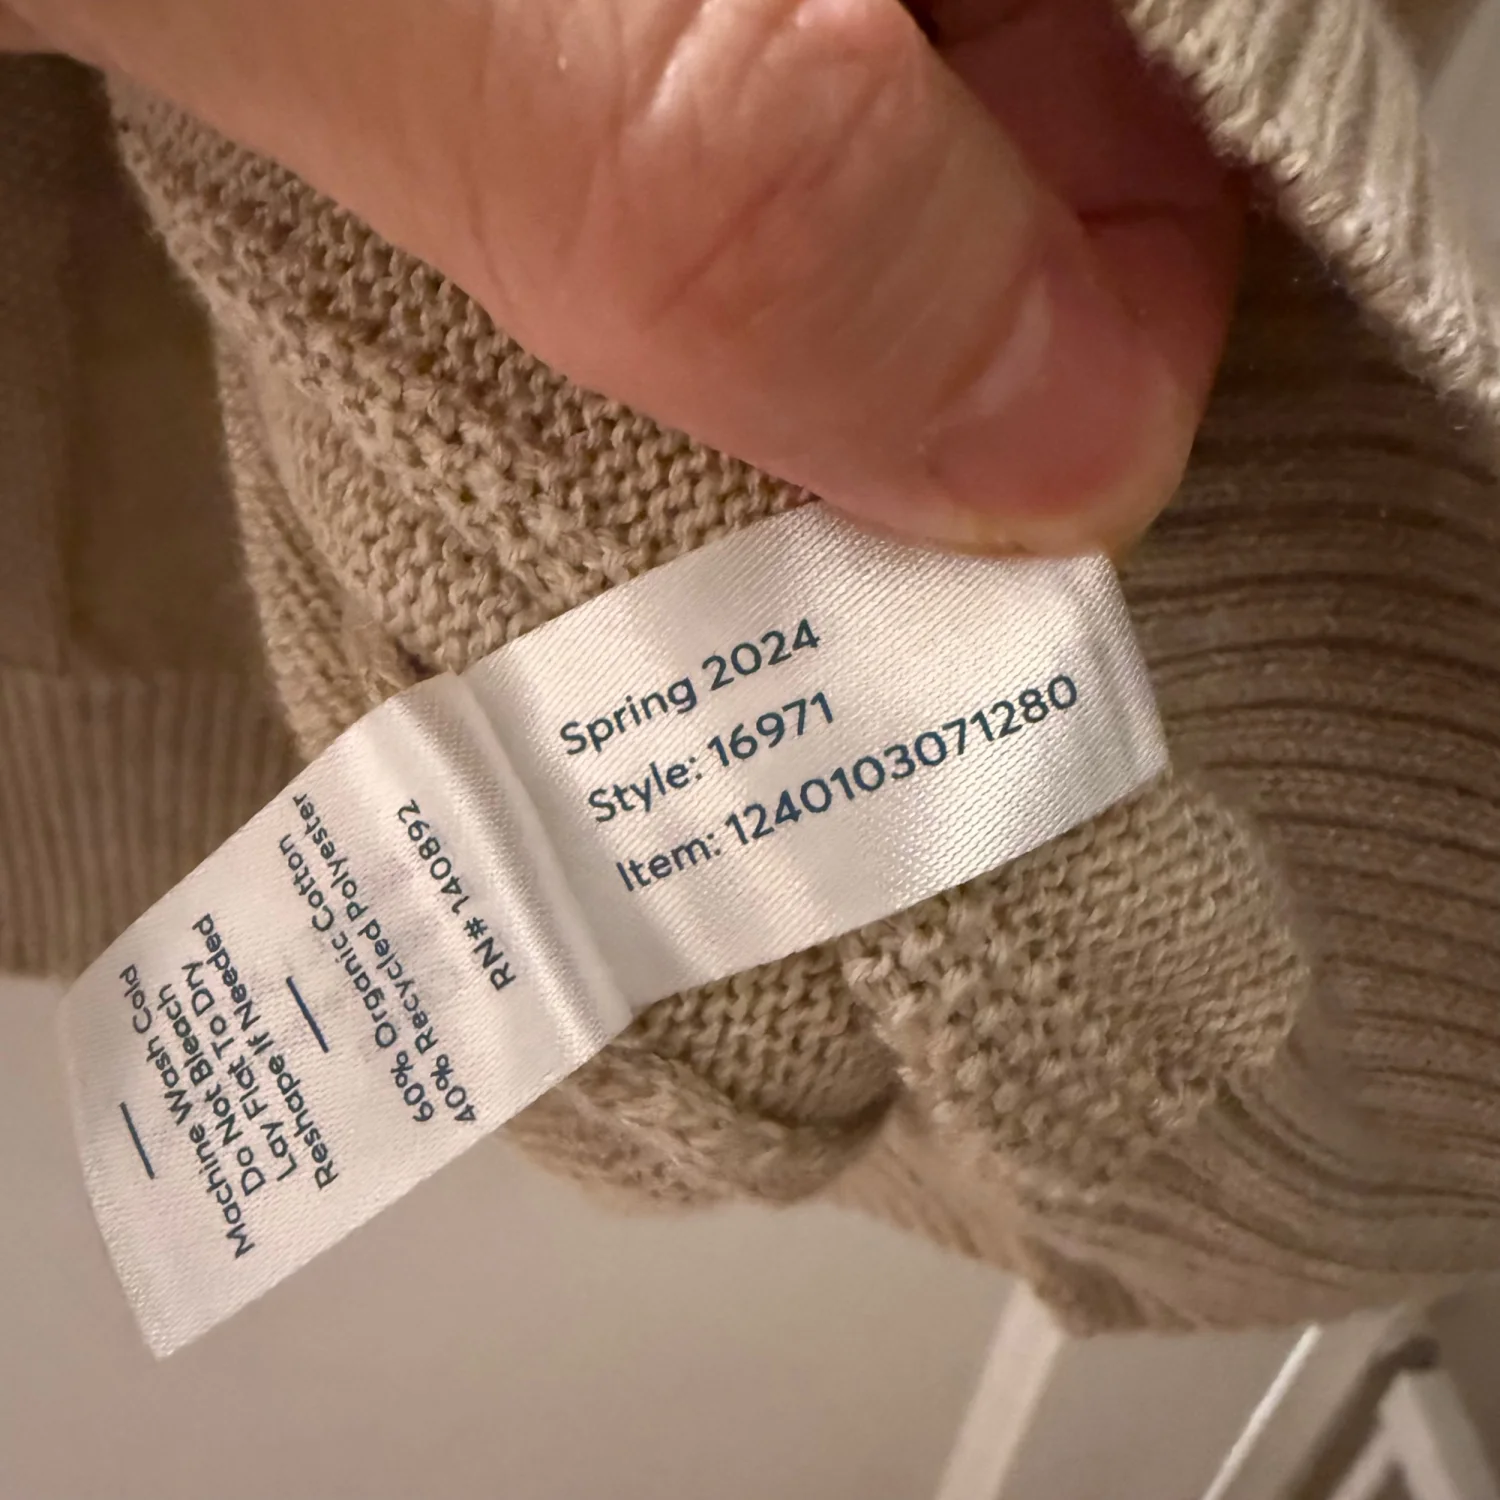 Spring 2024
Style: 16971
Item: 1240103071280
RN# 140892
60% Organic Cotton
40% Recycled Polyester
Machine Wash Cold
Do Not Bleach
Lay Flat To Dry
Reshape If Needed